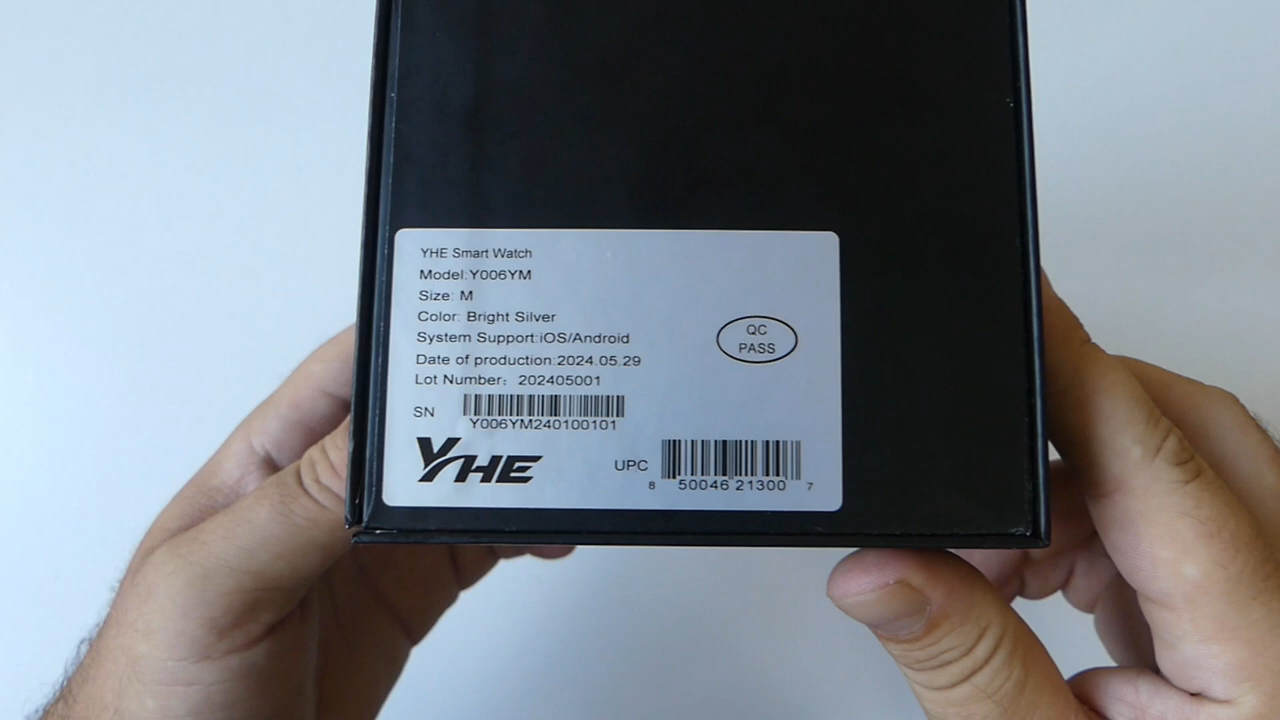 YHE Smart Watch
Model:Y006YM
Size: M
Color: Bright Silver
System Support:iOS/Android
Date of production:2024.05.29
Lot Number: 202405001
QC
PASS
SN
Y006YM240100101
YHE
UPC
8 50046 21300 7